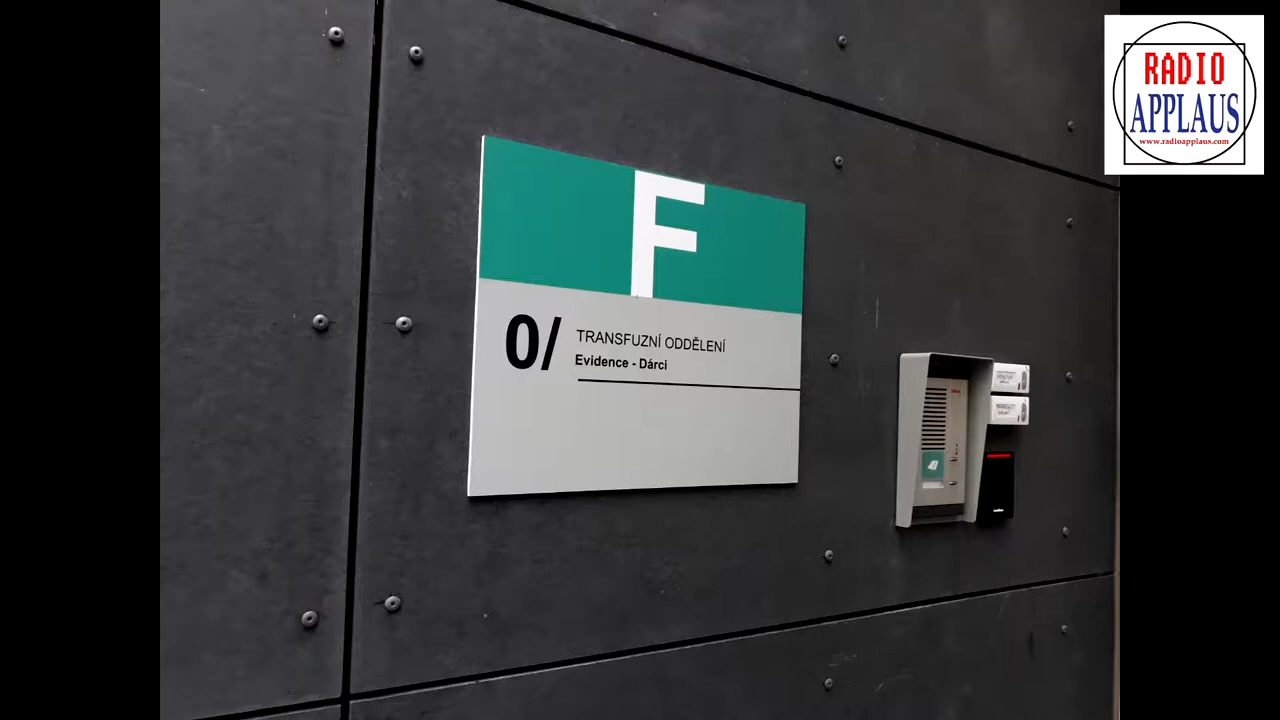 RADIO
APPLAUS
www.radioapplaus.com
F
0/ TRANSFUZNÍ ODDĚLENÍ
Evidence - Dárci